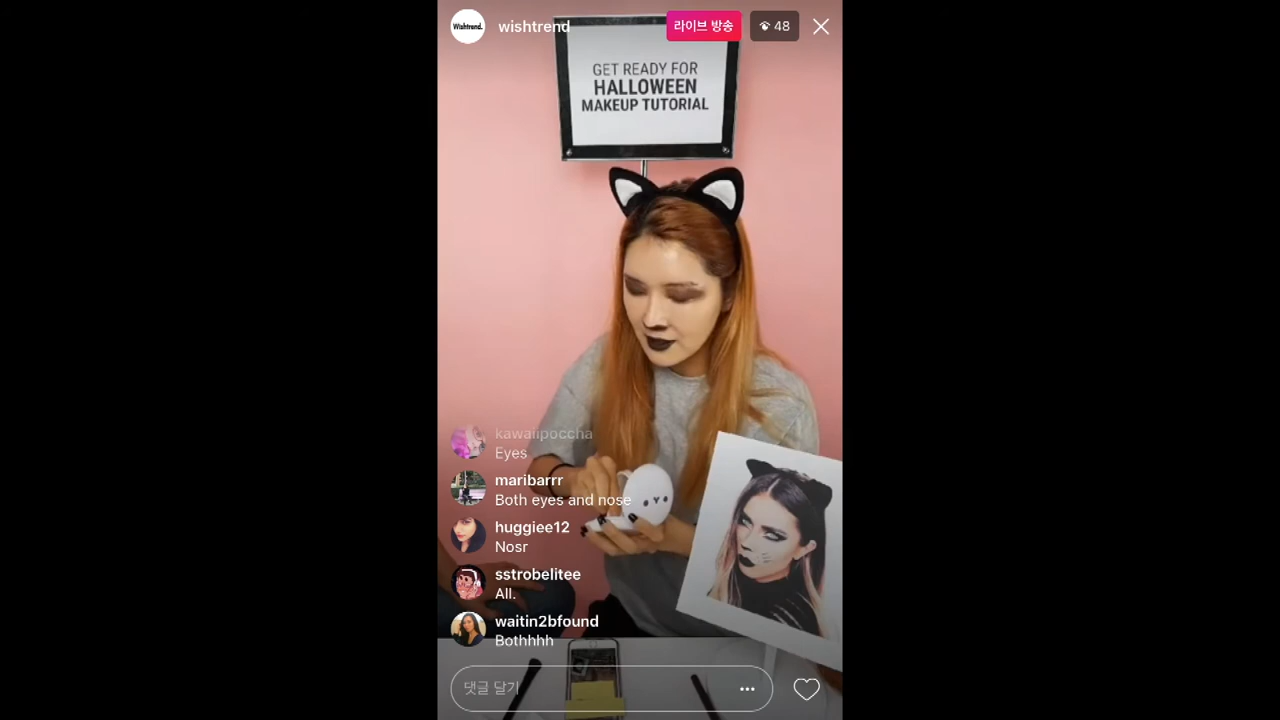 Wishtrend.
wishtrend
라이브 방송
48
GET READY FOR
HALLOWEEN
MAKEUP TUTORIAL
kawaiipoccha
Eyes
maribarrr
Both eyes and nose
huggiee12
Nosr
sstrobelitee
All.
waitin2bfound
Bothhhh
댓글 달기